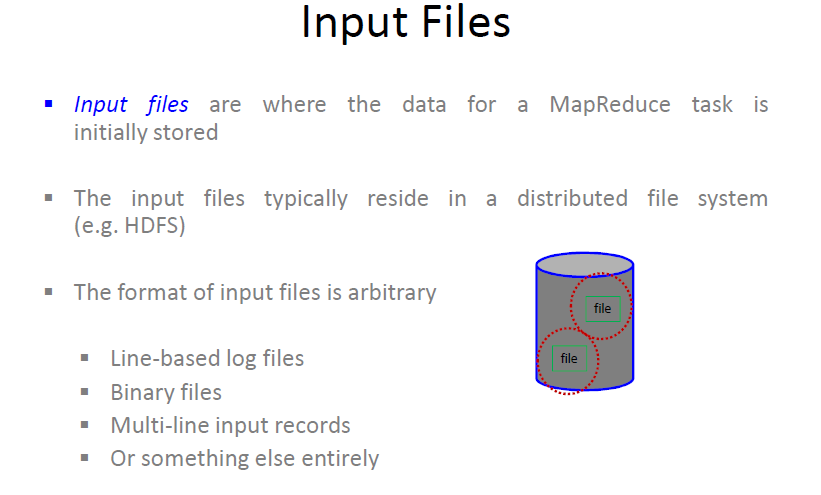 Input Files
▪ Input files are where the data for a MapReduce task is
initially stored
▪ The input files typically reside in a distributed file system
(e.g. HDFS)
▪ The format of input files is arbitrary
file
file
▪ Line-based log files
▪ Binary files
▪ Multi-line input records
▪ Or something else entirely